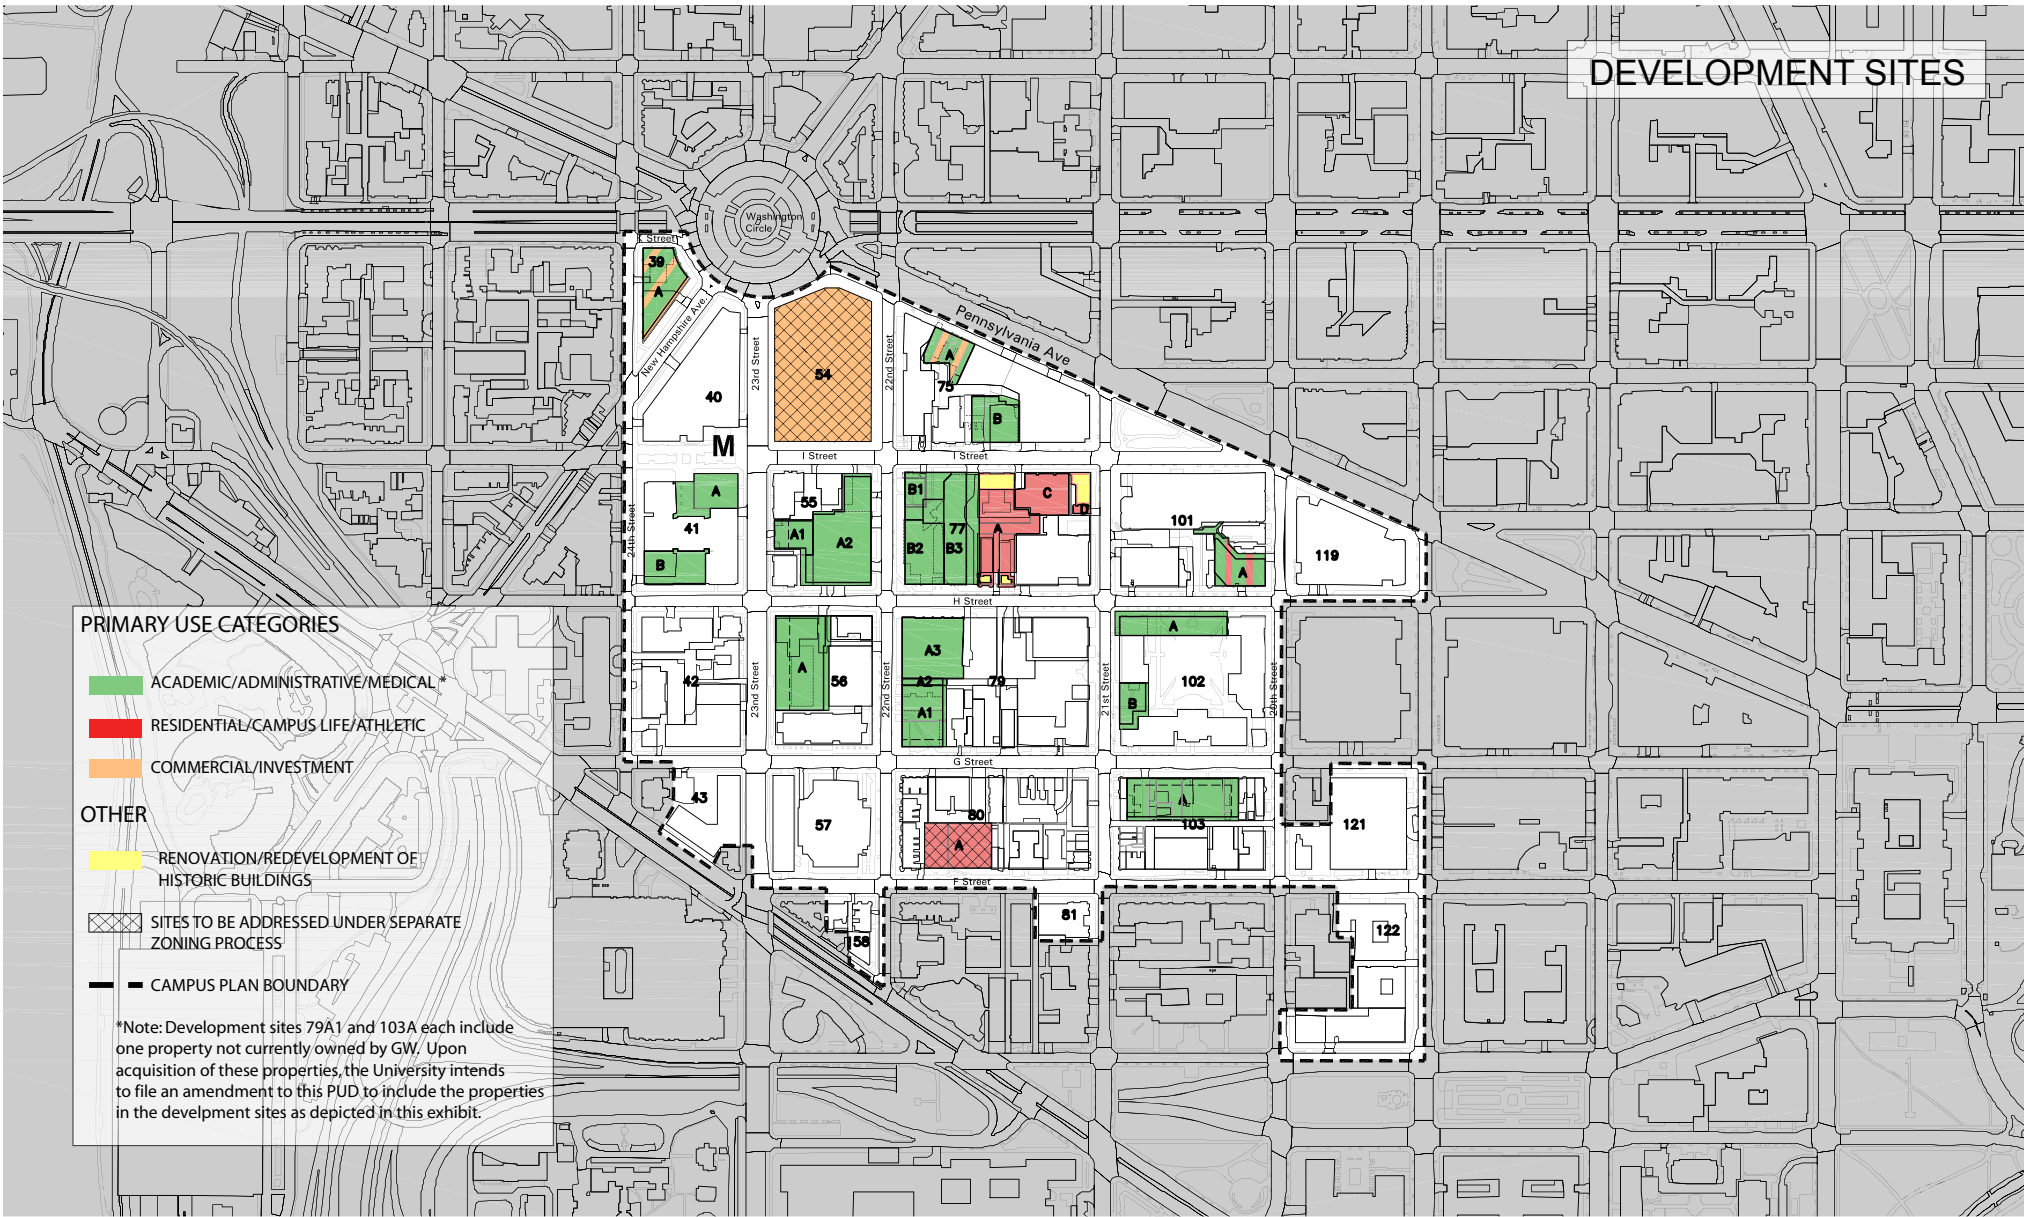 DEVELOPMENT SITES
Washington
Circle
K Street
39
A
New Hampshire Ave.
Pennsylvania Ave
23rd Street
22nd Street
54
A
75
40
B
M
I Street
I Street
24th Street
A
41
B
55
A1
A2
B1
77
B2
B3
A
C
D
101
A
119
H Street
42
23nd Street
A
56
22nd Street
A3
A2
A1
79
21st Street
A
102
B
20st Street
G Street
43
57
80
A
A
103
121
F Street
58
81
122
PRIMARY USE CATEGORIES
ACADEMIC/ADMINISTRATIVE/MEDICAL *
RESIDENTIAL/CAMPUS LIFE/ATHLETIC
COMMERCIAL/INVESTMENT
OTHER
RENOVATION/REDEVELOPMENT OF
HISTORIC BUILDINGS
SITES TO BE ADDRESSED UNDER SEPARATE
ZONING PROCESS
CAMPUS PLAN BOUNDARY
*Note: Development sites 79A1 and 103A each include
one property not currently owned by GW. Upon
acquisition of these properties, the University intends
to file an amendment to this PUD to include the properties
in the develpment sites as depicted in this exhibit.